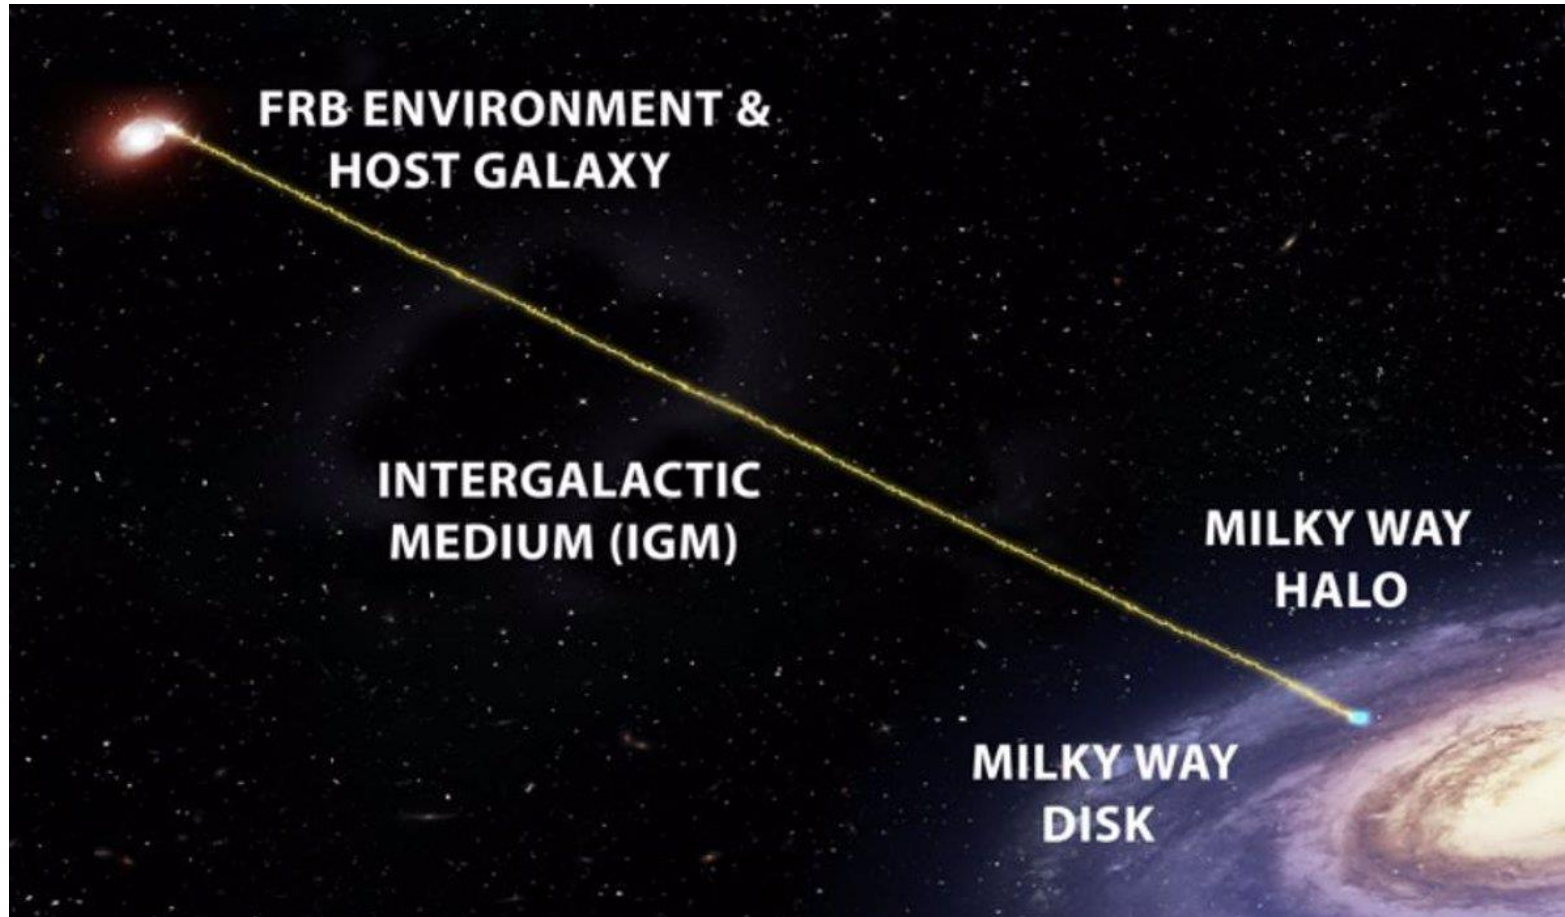 FRB ENVIRONMENT &
HOST GALAXY
INTERGALACTIC
MEDIUM (IGM)
MILKY WAY
HALO
MILKY WAY
DISK